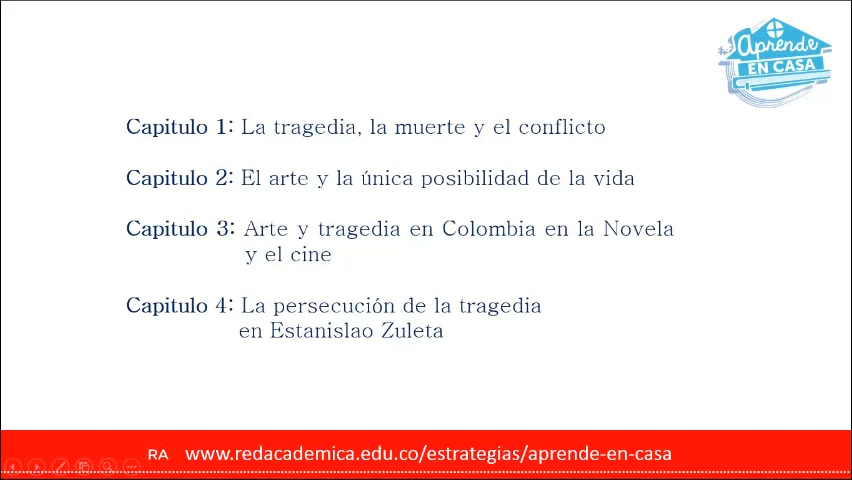 Aprende
EN CASA
Capitulo 1: La tragedia, la muerte y el conflicto
Capitulo 2: El arte y la única posibilidad de la vida
Capitulo 3: Arte y tragedia en Colombia en la Novela
y el cine
Capitulo 4: La persecución de la tragedia
en Estanislao Zuleta
RA www.redacademica.edu.co/estrategias/aprende-en-casa